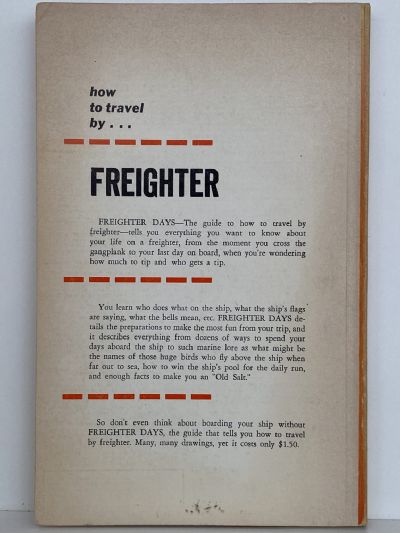 how
to travel
by . . .
FREIGHTER
FREIGHTER DAYS—The guide to how to travel by
freighter—tells you everything you want to know about
your life on a freighter, from the moment you cross the
gangplank to your last day on board, when you're wondering
how much to tip and who gets a tip.
You learn who does what on the ship, what the ship's flags
are saying, what the bells mean, etc. FREIGHTER DAYS de-
tails the preparations to make the most fun from your trip, and
it describes everything from dozens of ways to spend your
days aboard the ship to such marine lore as what might be
the names of those huge birds who fly above the ship when
far out to sea, how to win the ship's pool for the daily run,
and enough facts to make you an "Old Salt."
So don't even think about boarding your ship without
FREIGHTER DAYS, the guide that tells you how to travel
by freighter. Many, many drawings, yet it costs only $1.50.